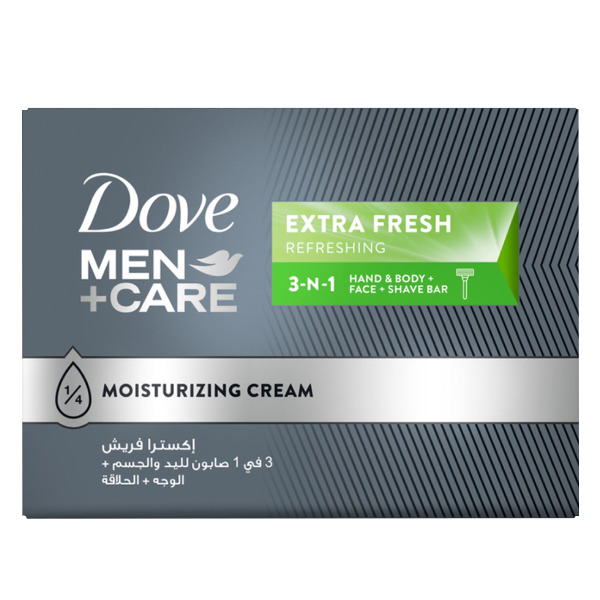 Dove
MEN
+CARE
EXTRA FRESH
REFRESHING
3-N-1
HAND & BODY +
FACE + SHAVE BAR
1/4
MOISTURIZING CREAM
إكسترا فريش
3 في 1 صابون لليد والجسم +
الوجه + الحلاقة